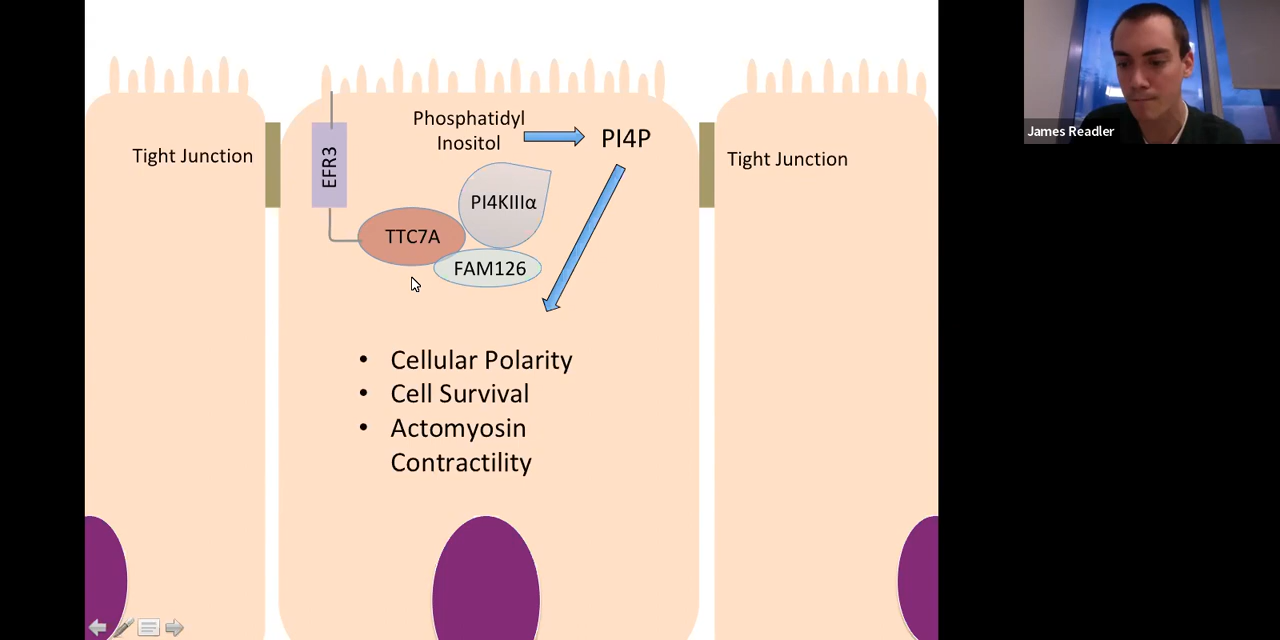 James Readler
Phosphatidyl
Inositol
PI4P
Tight Junction
Tight Junction
EFR3
PI4KIIIα
TTC7A
FAM126
• Cellular Polarity
• Cell Survival
• Actomyosin
Contractility